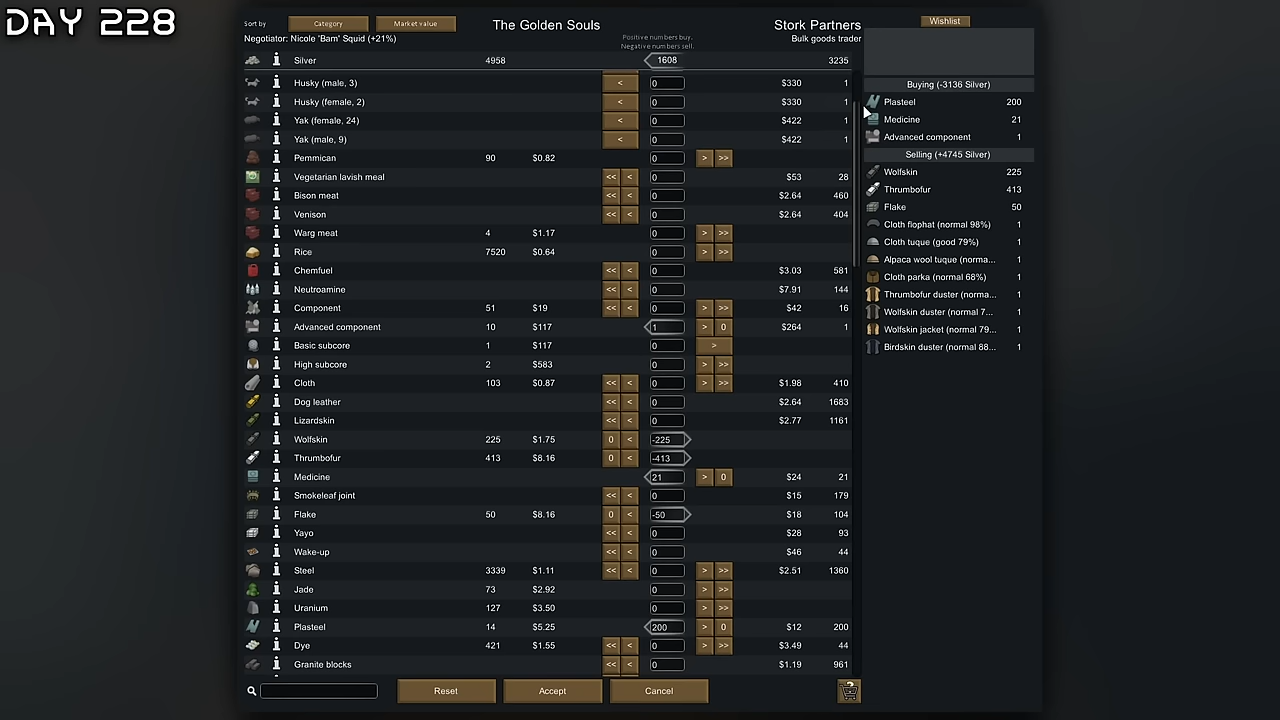 DAY 228
Sort by Category Market value The Golden Souls Stork Partners Wishlist
Negotiator: Nicole 'Bam' Squid (+21%) Positive numbers buy. Bulk goods trader
Negative numbers sell.
Silver 4958 1608 3235
Husky (male, 3) < 0 $330 1
Husky (female, 2) < 0 $330 1
Yak (female, 24) < 0 $422 1
Yak (male, 9) < 0 $422 1
Pemmican 90 $0.82 0 > >>
Vegetarian lavish meal << < 0 $53 28
Bison meat << < 0 $2.64 460
Venison << < 0 $2.64 404
Warg meat 4 $1.17 0 > >>
Rice 7520 $0.64 0 > >>
Chemfuel << < 0 $3.03 581
Neutroamine << < 0 $7.91 144
Component 51 $19 << < 0 > >> $42 16
Advanced component 10 $117 1 > 0 $264 1
Basic subcore 1 $117 0 >
High subcore 2 $583 0 > >>
Cloth 103 $0.87 << < 0 > >> $1.98 410
Dog leather << < 0 $2.64 1683
Lizardskin << < 0 $2.77 1161
Wolfskin 225 $1.75 0 < -225
Thrumbofur 413 $8.16 0 < -413
Medicine 21 > 0 $24 21
Smokeleaf joint << < 0 $15 179
Flake 50 $8.16 0 < -50 $18 104
Yayo << < 0 $28 93
Wake-up << < 0 $46 44
Steel 3339 $1.11 << < 0 > >> $2.51 1360
Jade 73 $2.92 0 > >>
Uranium 127 $3.50 0 > >>
Plasteel 14 $5.25 200 > 0 $12 200
Dye 421 $1.55 << < 0 > >> $3.49 44
Granite blocks << < 0 $1.19 961
Reset Accept Cancel
Buying (-3136 Silver)
Plasteel 200
Medicine 21
Advanced component 1
Selling (+4745 Silver)
Wolfskin 225
Thrumbofur 413
Flake 50
Cloth flophat (normal 98%) 1
Cloth tuque (good 79%) 1
Alpaca wool tuque (norma... 1
Cloth parka (normal 68%) 1
Thrumbofur duster (norma... 1
Wolfskin duster (normal 7... 1
Wolfskin jacket (normal 79... 1
Birdskin duster (normal 88... 1